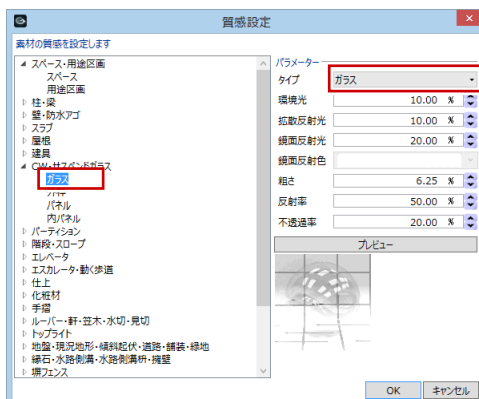 質感設定
素材の質感を設定します
スペース・用途区画
スペース
用途区画
柱・梁
壁・防水アゴ
スラブ
屋根
建具
CW・サスペンドガラス
ガラス
パネル
内パネル
パーティション
階段・スロープ
エレベータ
エスカレータ・動く歩道
仕上
化粧材
手摺
ルーバー・軒・笠木・水切・見切
トップライト
地盤・現況地形・傾斜起伏・道路・舗装・緑地
縁石・水路側溝・水路側溝桝・擁壁
塀フェンス
パラメーター
タイプ ガラス
環境光 10.00 %
拡散反射光 10.00 %
鏡面反射光 20.00 %
鏡面反射色
粗さ 6.25 %
反射率 50.00 %
不透過率 20.00 %
プレビュー
OK キャンセル